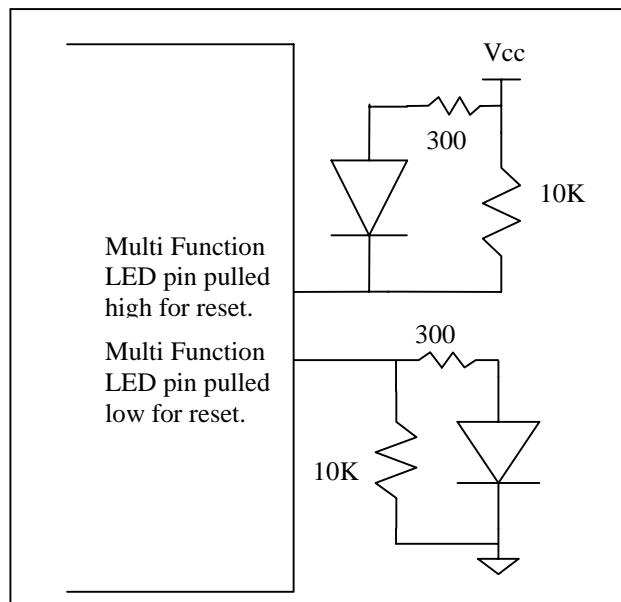 Vcc
300
10K
Multi Function
LED pin pulled
high for reset.
300
Multi Function
LED pin pulled
low for reset.
10K